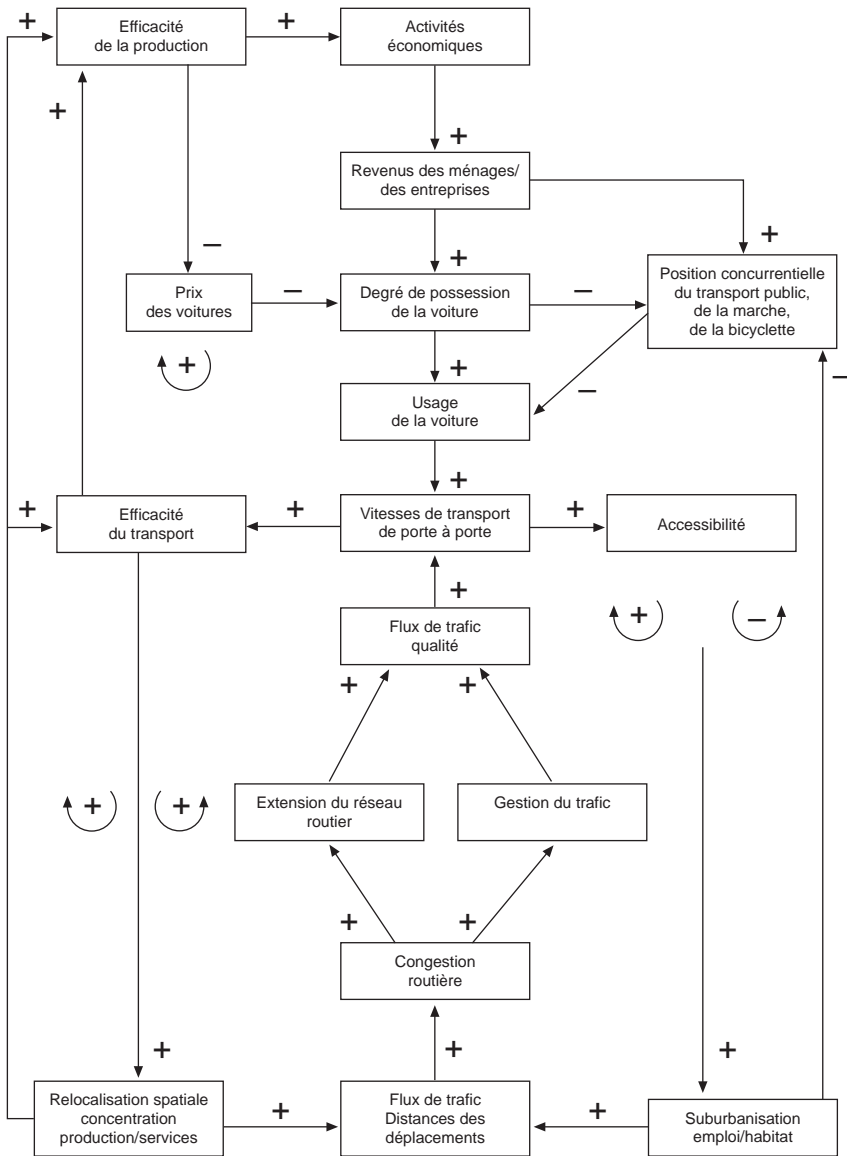 +
Efficacité
de la production
+
Activités
économiques
+
+
Revenus des ménages/
des entreprises
+
−
+
Prix
des voitures
−
Degré de possession
de la voiture
−
Position concurrentielle
du transport public,
de la marche,
de la bicyclette
+
+
−
−
Usage
de la voiture
+
+
Efficacité
du transport
+
Vitesses de transport
de porte à porte
+
Accessibilité
+
+
−
Flux de trafic
qualité
+
+
+
+
Extension du réseau
routier
Gestion du trafic
+
+
Congestion
routière
+
+
+
Relocalisation spatiale
concentration
production/services
+
Flux de trafic
Distances des
déplacements
+
Suburbanisation
emploi/habitat